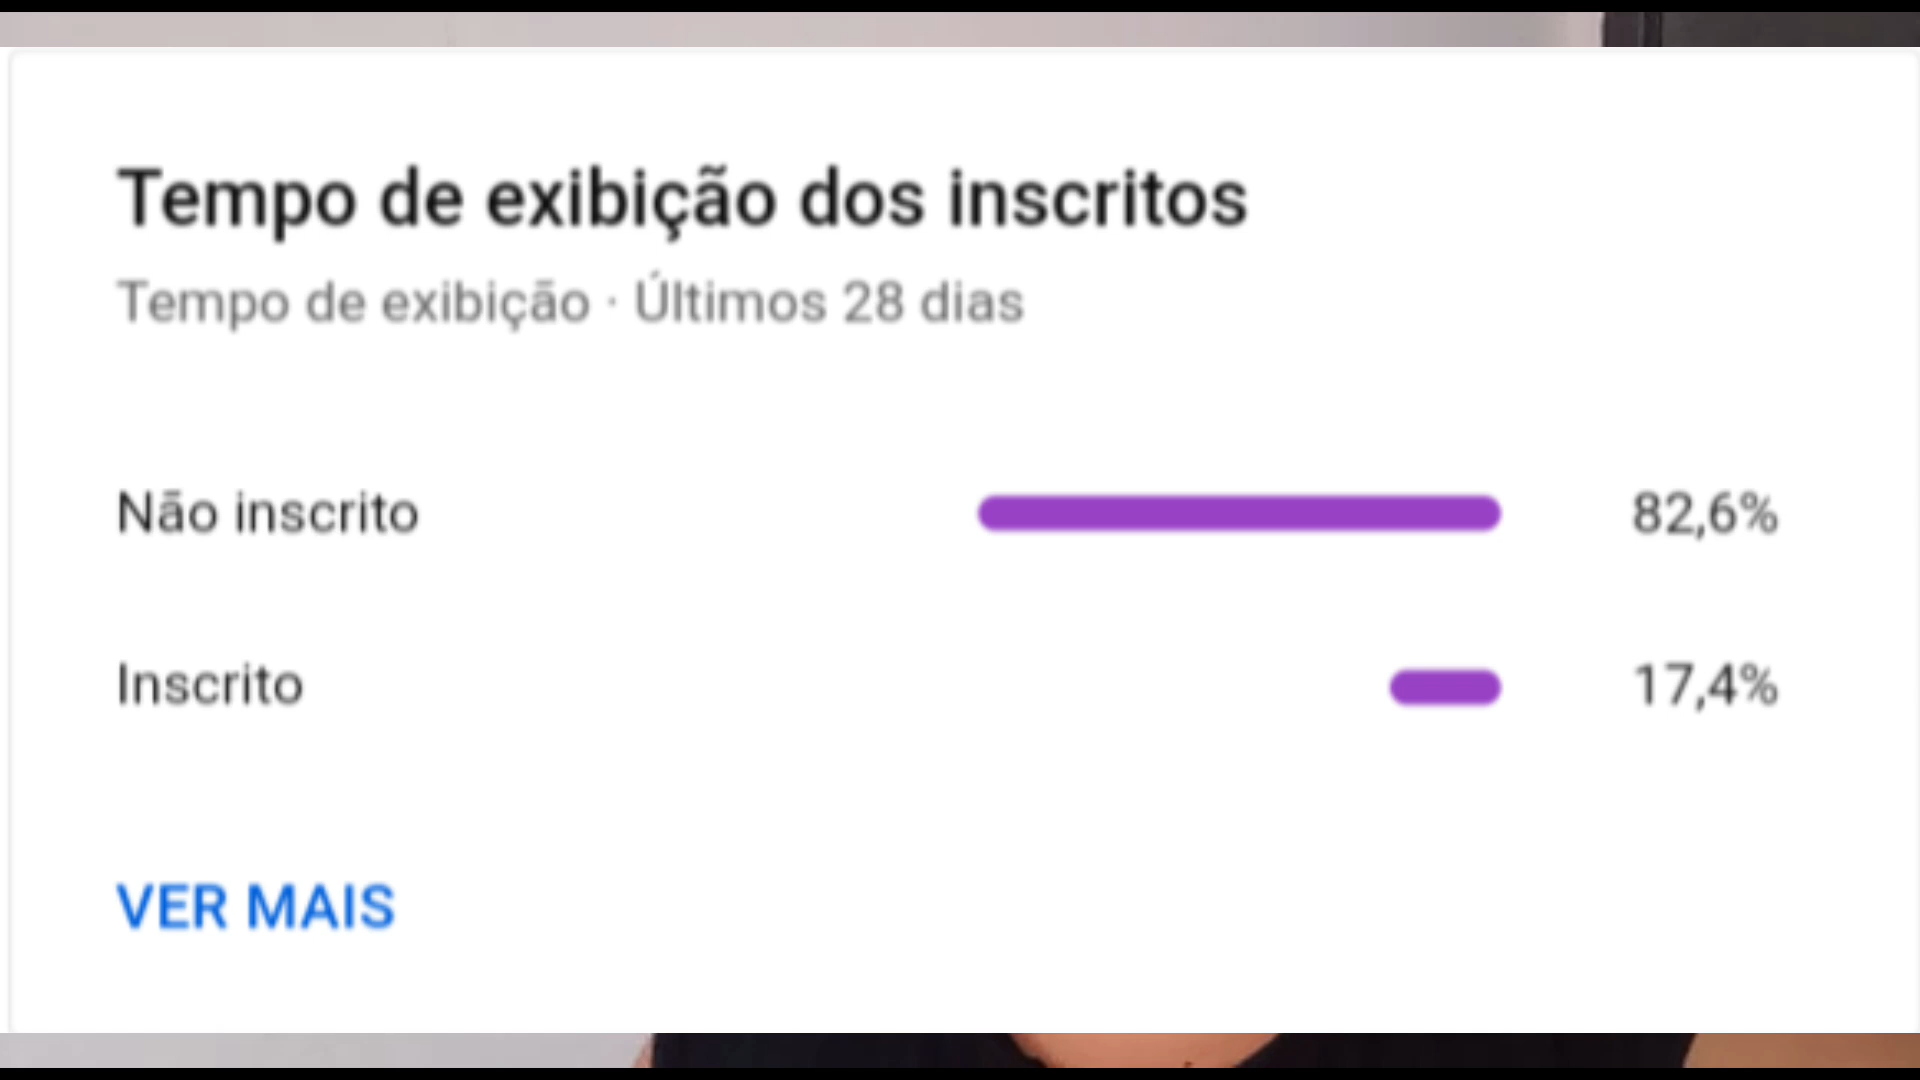 Tempo de exibição dos inscritos
Tempo de exibição · Últimos 28 dias
Não inscrito 82,6%
Inscrito 17,4%
VER MAIS